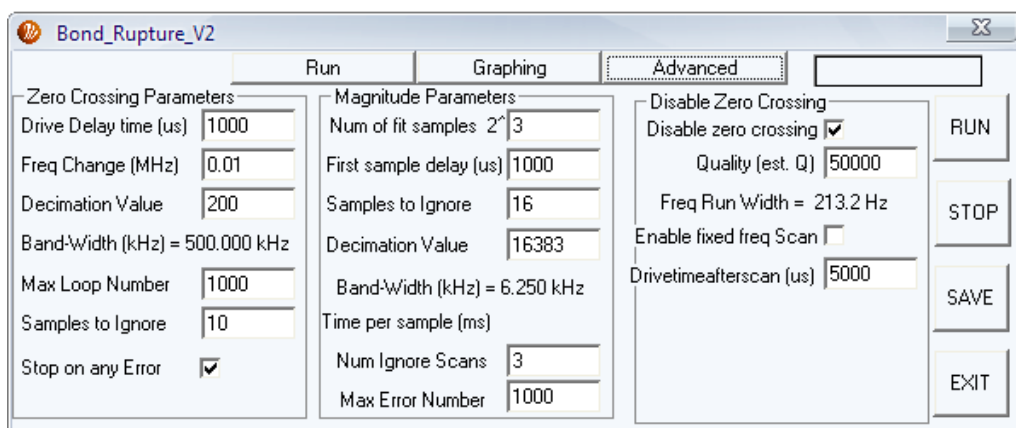 Bond_Rupture_V2
Run Graphing Advanced
Zero Crossing Parameters
Drive Delay time (us) 1000
Freq Change (MHz) 0.01
Decimation Value 200
Band-Width (kHz) = 500.000 kHz
Max Loop Number 1000
Samples to Ignore 10
Stop on any Error
Magnitude Parameters
Num of fit samples 2^ 3
First sample delay (us) 1000
Samples to Ignore 16
Decimation Value 16383
Band-Width (kHz) = 6.250 kHz
Time per sample (ms)
Num Ignore Scans 3
Max Error Number 1000
Disable Zero Crossing
Disable zero crossing
Quality (est. Q) 50000
Freq Run Width = 213.2 Hz
Enable fixed freq Scan
Drivetimeafterscan (us) 5000
RUN
STOP
SAVE
EXIT